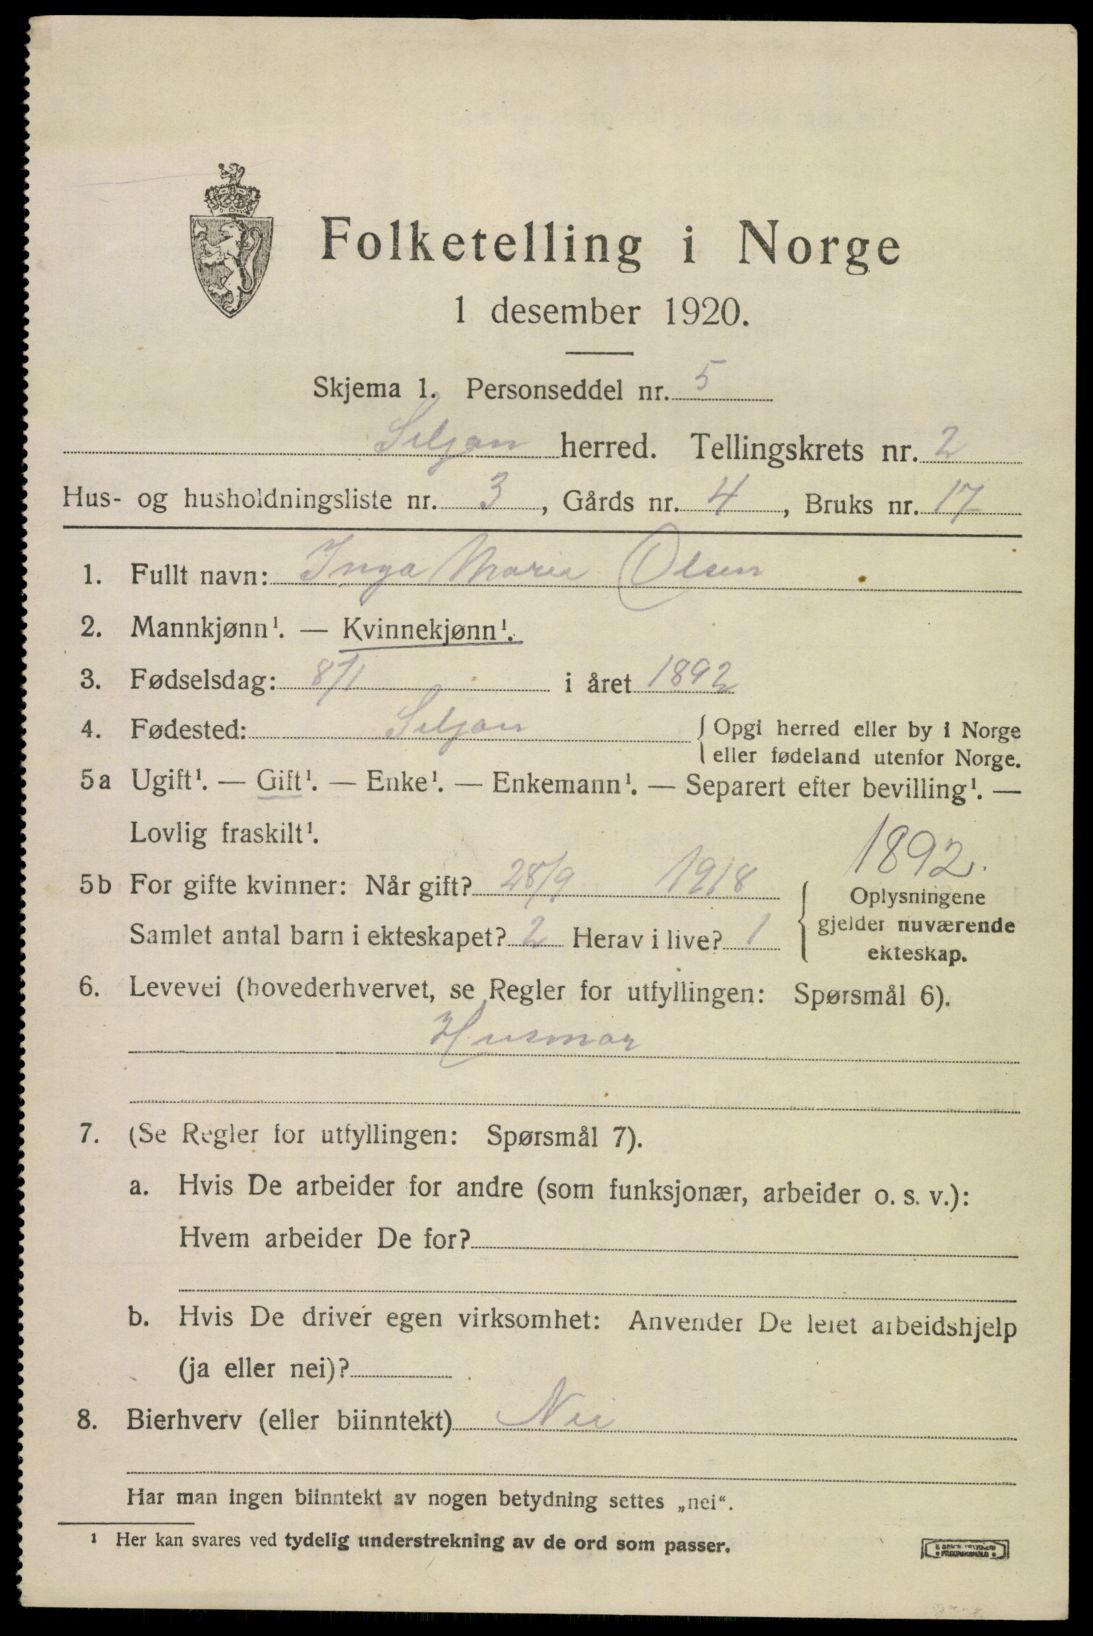 Folketelling i Norge
1 desember 1920.
Skjema 1. Personseddel nr. 5
Siljan herred. Tellingskrets nr. 2
Hus- og husholdningsliste nr. 3, Gårds nr. 4, Bruks nr. 17
1. Fullt navn: Inga Marie Olsen
2. Mannkjønn¹. — Kvinnekjønn¹.
3. Fødselsdag: 8/1 i året 1892
4. Fødested: Siljan {Opgi herred eller by i Norge
eller fødeland utenfor Norge.
5a Ugift¹. — Gift¹. — Enke¹. — Enkemann¹. — Separert efter bevilling¹. —
Lovlig fraskilt¹.
1892.
5b For gifte kvinner: Når gift? 28/9 1918
Samlet antal barn i ekteskapet? 2 Herav i live? 1
Oplysningene
gjelder nuværende
ekteskap.
6. Levevei (hovederhvervet, se Regler for utfyllingen: Spørsmål 6).
Husmor
7. (Se Regler for utfyllingen: Spørsmål 7).
a. Hvis De arbeider for andre (som funksjonær, arbeider o. s. v.):
Hvem arbeider De for?
b. Hvis De driver egen virksomhet: Anvender De leiet arbeidshjelp
(ja eller nei)?
8. Bierhverv (eller biinntekt) Nei
Har man ingen biinntekt av nogen betydning settes „nei“.
¹ Her kan svares ved tydelig understrekning av de ord som passer.